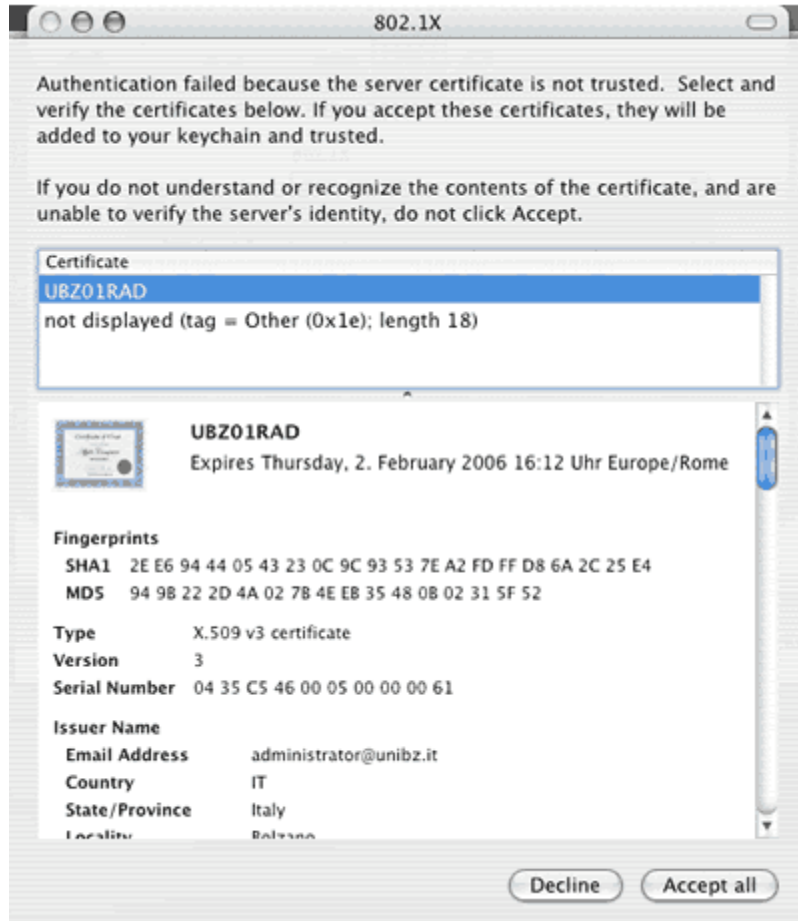 802.1X
Authentication failed because the server certificate is not trusted. Select and
verify the certificates below. If you accept these certificates, they will be
added to your keychain and trusted.
If you do not understand or recognize the contents of the certificate, and are
unable to verify the server's identity, do not click Accept.
Certificate
UBZ01RAD
not displayed (tag = Other (0x1e); length 18)
UBZ01RAD
Expires Thursday, 2. February 2006 16:12 Uhr Europe/Rome
Fingerprints
SHA1 2E E6 94 44 05 43 23 0C 9C 93 53 7E A2 FD FF D8 6A 2C 25 E4
MD5 94 9B 22 2D 4A 02 7B 4E EB 35 48 0B 02 31 5F 52
Type X.509 v3 certificate
Version 3
Serial Number 04 35 C5 46 00 05 00 00 00 61
Issuer Name
Email Address administrator@unibz.it
Country IT
State/Province Italy
Locality Bolzano
Decline Accept all